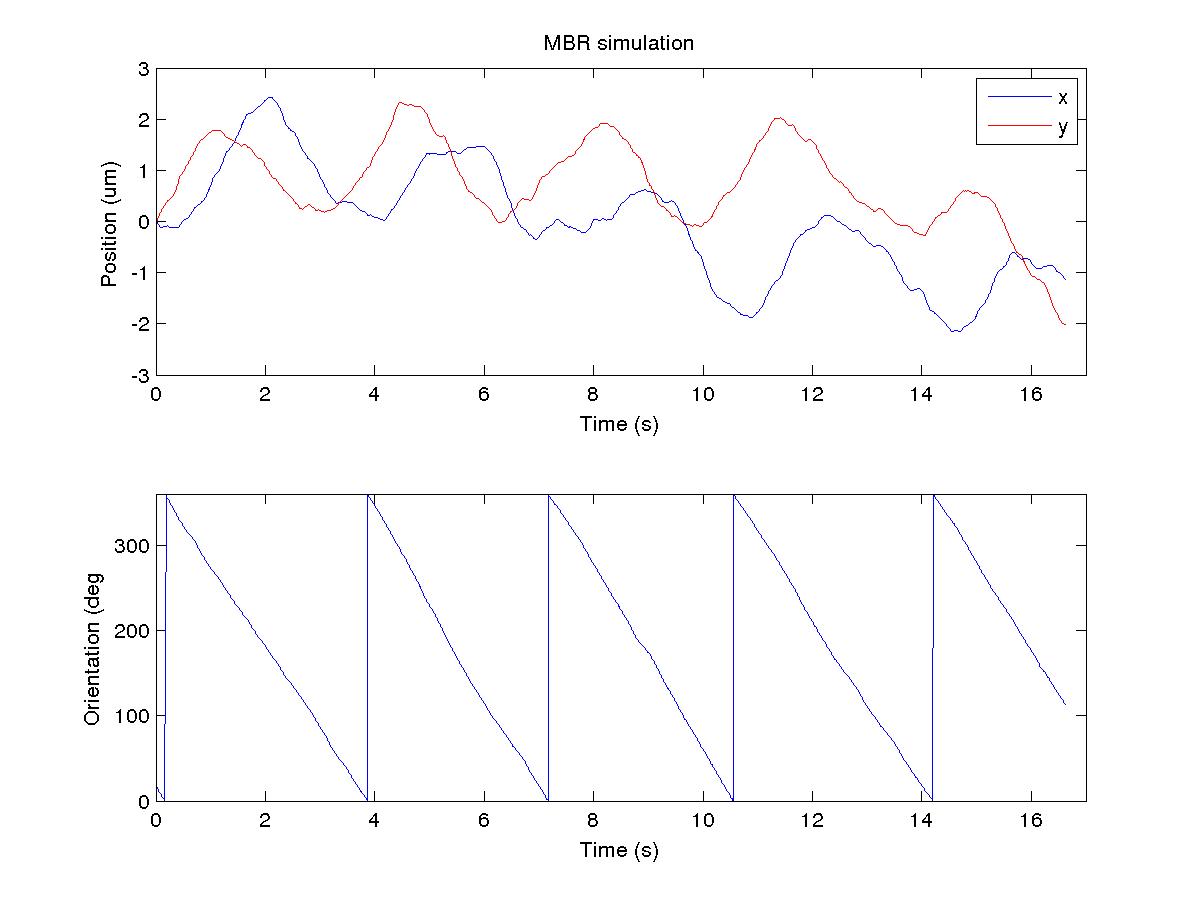 MBR simulation
3
2
1
0
-1
-2
-3
Position (um)
x
y
0 2 4 6 8 10 12 14 16
Time (s)
300
200
100
0
Orientation (deg
0 2 4 6 8 10 12 14 16
Time (s)